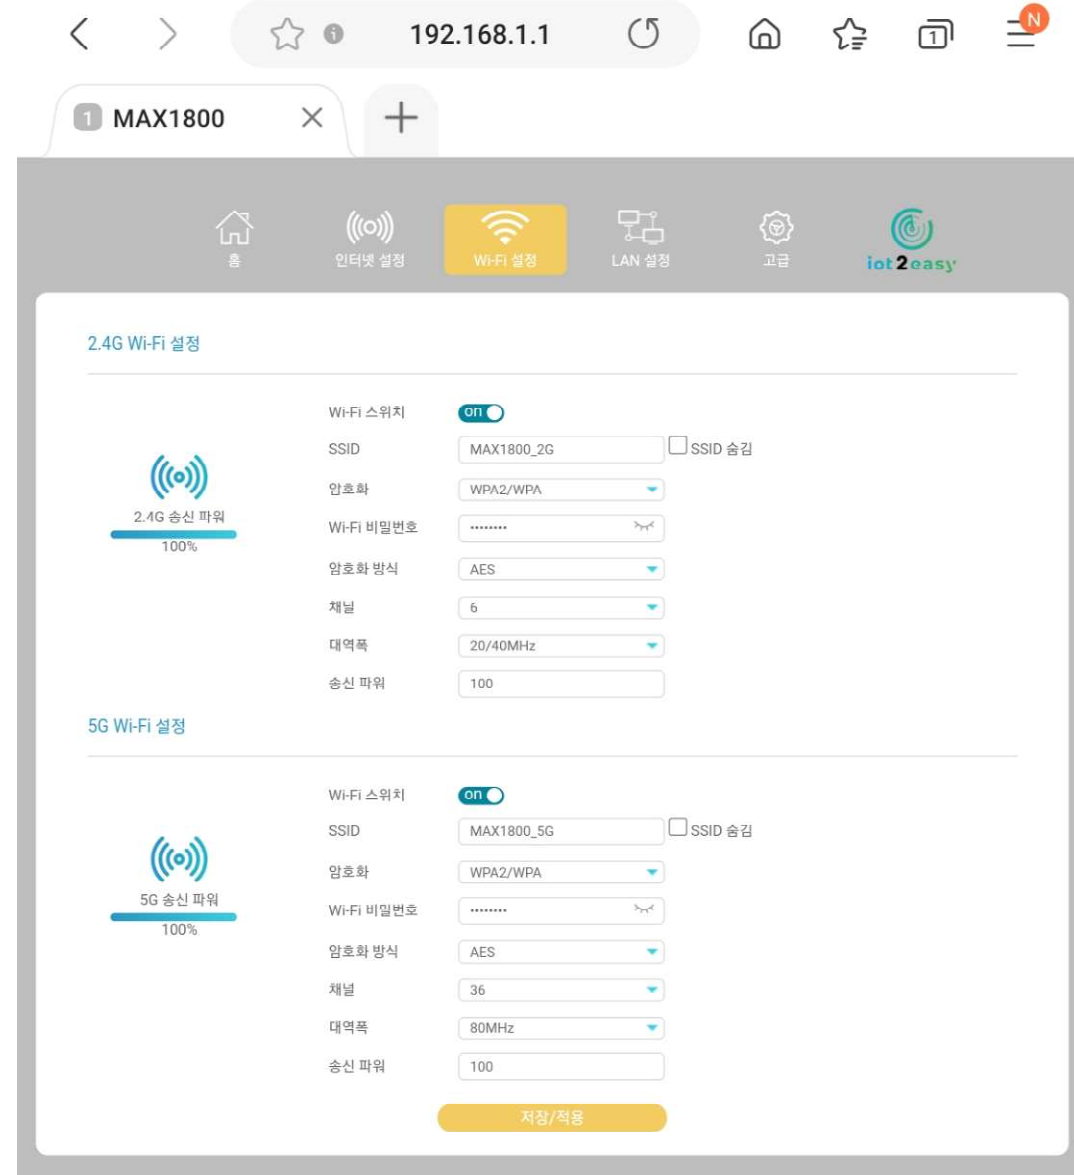 192.168.1.1
1
N
1 MAX1800
홈
인터넷 설정
Wi-Fi 설정
LAN 설정
고급
iot2easy
2.4G Wi-Fi 설정
Wi-Fi 스위치 on
SSID MAX1800_2G SSID 숨김
암호화 WPA2/WPA
Wi-Fi 비밀번호 ••••••••
암호화 방식 AES
채널 6
대역폭 20/40MHz
송신 파워 100
2.4G 송신 파워
100%
5G Wi-Fi 설정
Wi-Fi 스위치 on
SSID MAX1800_5G SSID 숨김
암호화 WPA2/WPA
Wi-Fi 비밀번호 ••••••••
암호화 방식 AES
채널 36
대역폭 80MHz
송신 파워 100
5G 송신 파워
100%
저장/적용